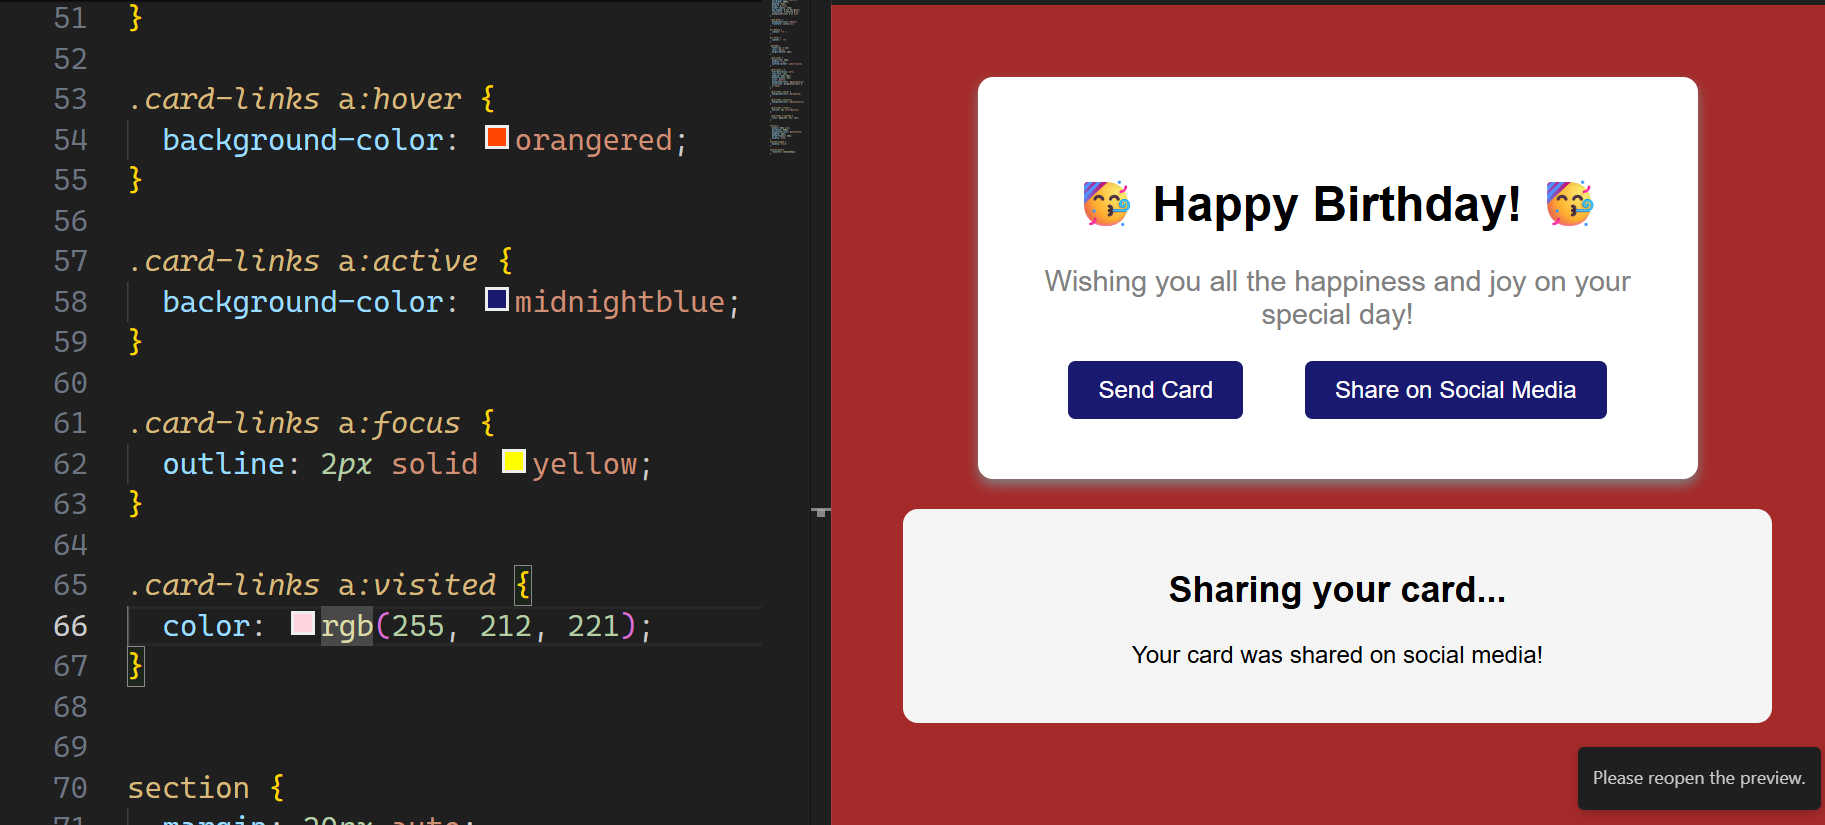 51 }
52
53 .card-links a:hover {
54 background-color: orangered;
55 }
56
57 .card-links a:active {
58 background-color: midnightblue;
59 }
60
61 .card-links a:focus {
62 outline: 2px solid yellow;
63 }
64
65 .card-links a:visited {
66 color: rgb(255, 212, 221);
67 }
68
69
70 section {
71 margin: 20px auto;
🥳 Happy Birthday! 🥳
Wishing you all the happiness and joy on your
special day!
Send Card
Share on Social Media
Sharing your card...
Your card was shared on social media!
Please reopen the preview.